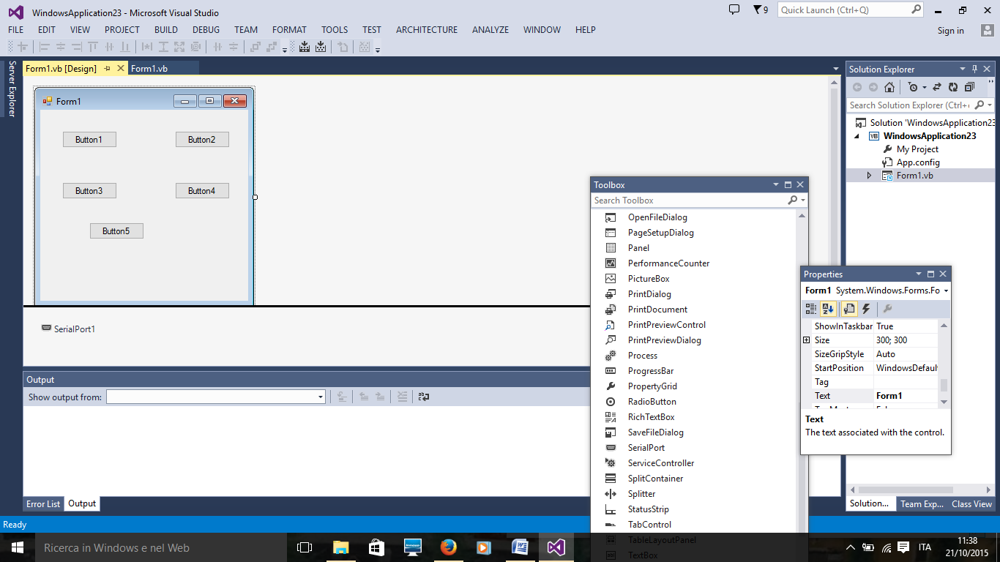 WindowsApplication23 - Microsoft Visual Studio
9
Quick Launch (Ctrl+Q)
FILE EDIT VIEW PROJECT BUILD DEBUG TEAM FORMAT TOOLS TEST ARCHITECTURE ANALYZE WINDOW HELP
Sign in
Server Explorer
Form1.vb [Design]
Form1.vb
Form1
Button1
Button2
Button3
Button4
Button5
SerialPort1
Output
Show output from:
Error List
Output
Toolbox
Search Toolbox
OpenFileDialog
PageSetupDialog
Panel
PerformanceCounter
PictureBox
PrintDialog
PrintDocument
PrintPreviewControl
PrintPreviewDialog
Process
ProgressBar
PropertyGrid
RadioButton
RichTextBox
SaveFileDialog
SerialPort
ServiceController
SplitContainer
Splitter
StatusStrip
TabControl
TableLayoutPanel
TextBox
Solution Explorer
Search Solution Explorer (Ctrl+
Solution 'WindowsApplication23
VB WindowsApplication23
My Project
App.config
Form1.vb
Properties
Form1 System.Windows.Forms.Fo
ShowInTaskbar True
Size 300; 300
SizeGripStyle Auto
StartPosition WindowsDefault
Tag
Text Form1
Text
The text associated with the control.
Solution...
Team Exp...
Class View
Ready
Ricerca in Windows e nel Web
ITA
11:38
21/10/2015